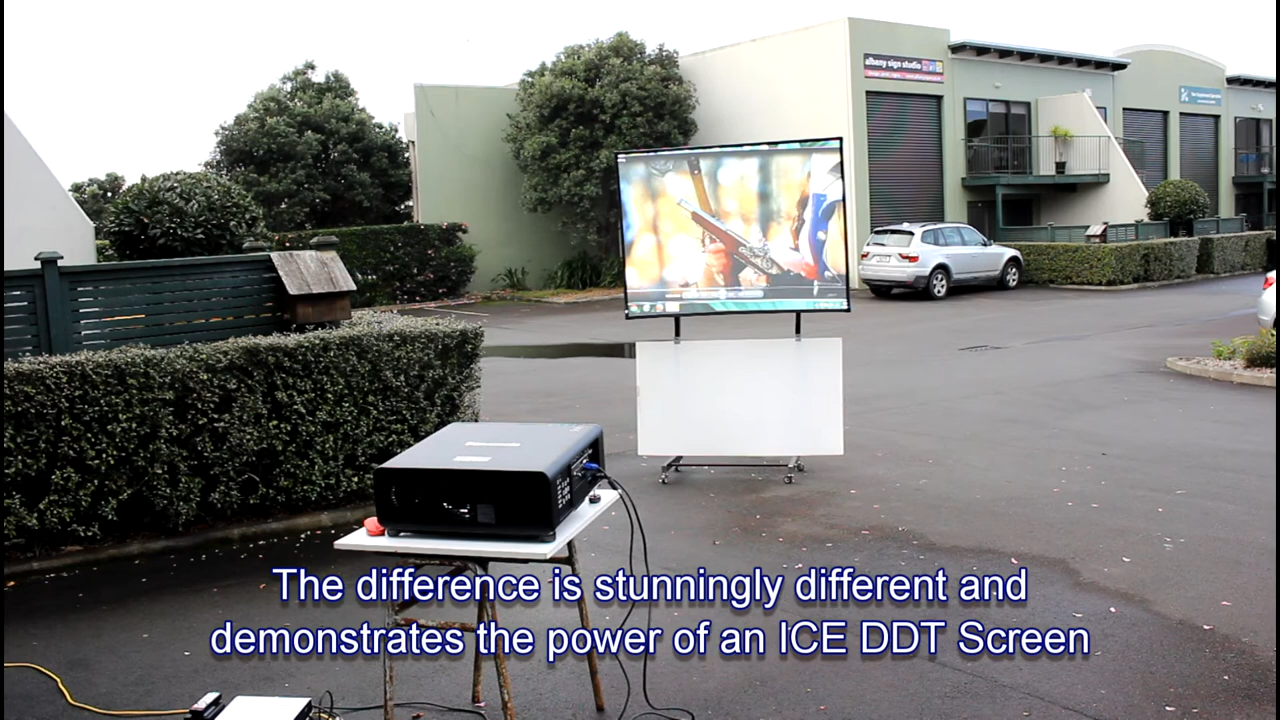 albany sign studio
The difference is stunningly different and
demonstrates the power of an ICE DDT Screen